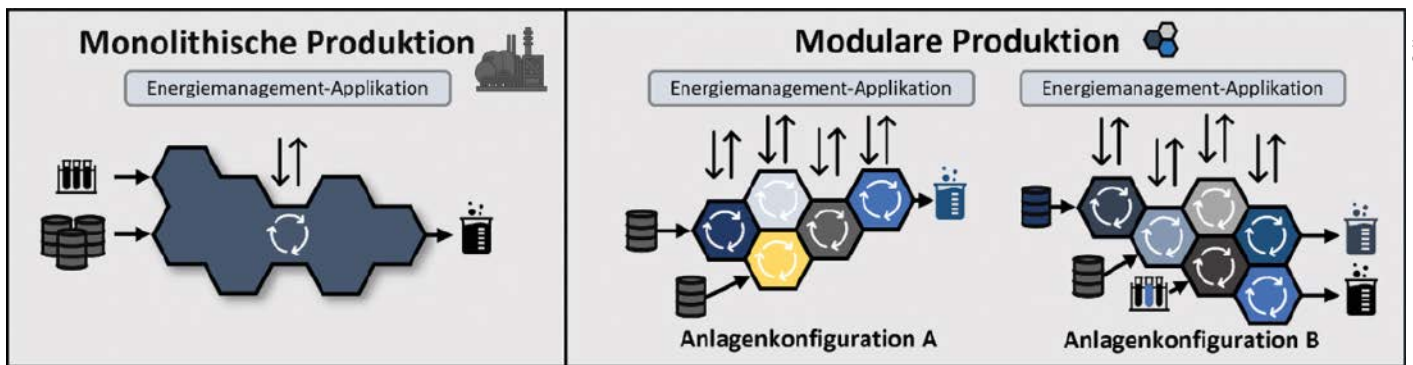 Monolithische Produktion
Energiemanagement-Applikation
Modulare Produktion
Energiemanagement-Applikation
Energiemanagement-Applikation
Anlagenkonfiguration A
Anlagenkonfiguration B